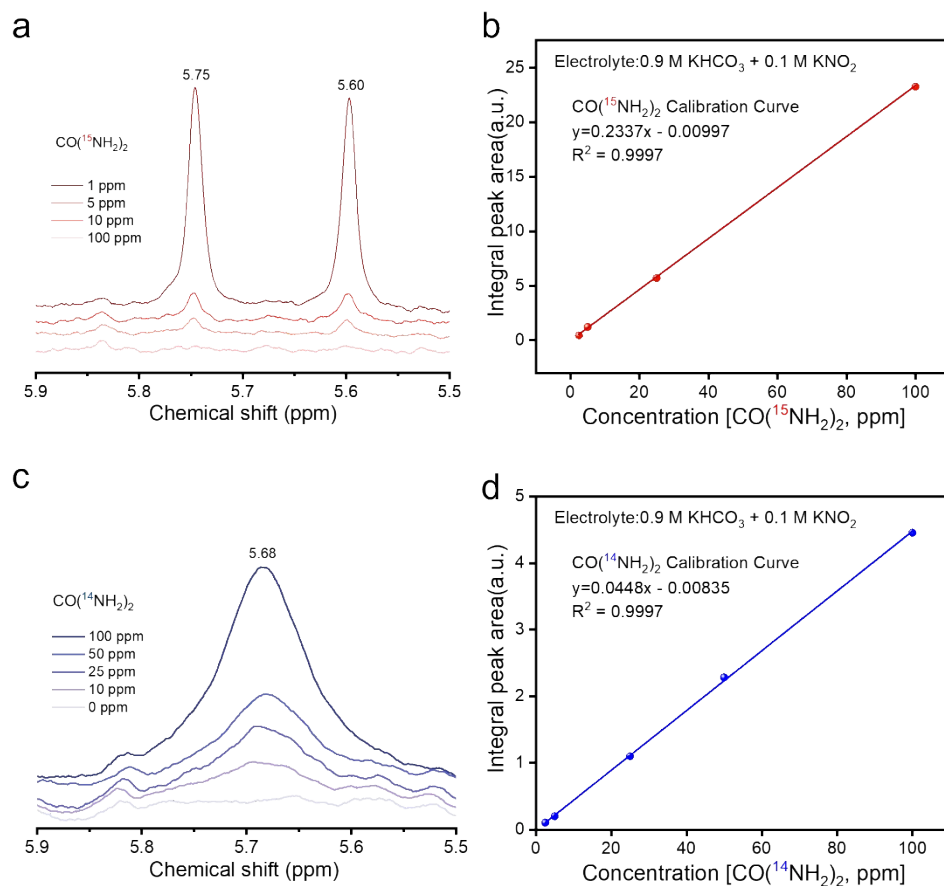 a
5.75
5.60
CO(¹⁵NH₂)₂
1 ppm
5 ppm
10 ppm
100 ppm
5.9
5.8
5.7
5.6
5.5
Chemical shift (ppm)
b
Electrolyte:0.9 M KHCO₃ + 0.1 M KNO₂
CO(¹⁵NH₂)₂ Calibration Curve
y=0.2337x - 0.00997
R² = 0.9997
Integral peak area(a.u.)
25
20
15
10
5
0
0
20
40
60
80
100
Concentration [CO(¹⁵NH₂)₂, ppm]
c
5.68
CO(¹⁴NH₂)₂
100 ppm
50 ppm
25 ppm
10 ppm
0 ppm
5.9
5.8
5.7
5.6
5.5
Chemical shift (ppm)
d
Electrolyte:0.9 M KHCO₃ + 0.1 M KNO₂
CO(¹⁴NH₂)₂ Calibration Curve
y=0.0448x - 0.00835
R² = 0.9997
Integral peak area(a.u.)
5
4
3
2
1
0
0
20
40
60
80
100
Concentration [CO(¹⁴NH₂)₂, ppm]